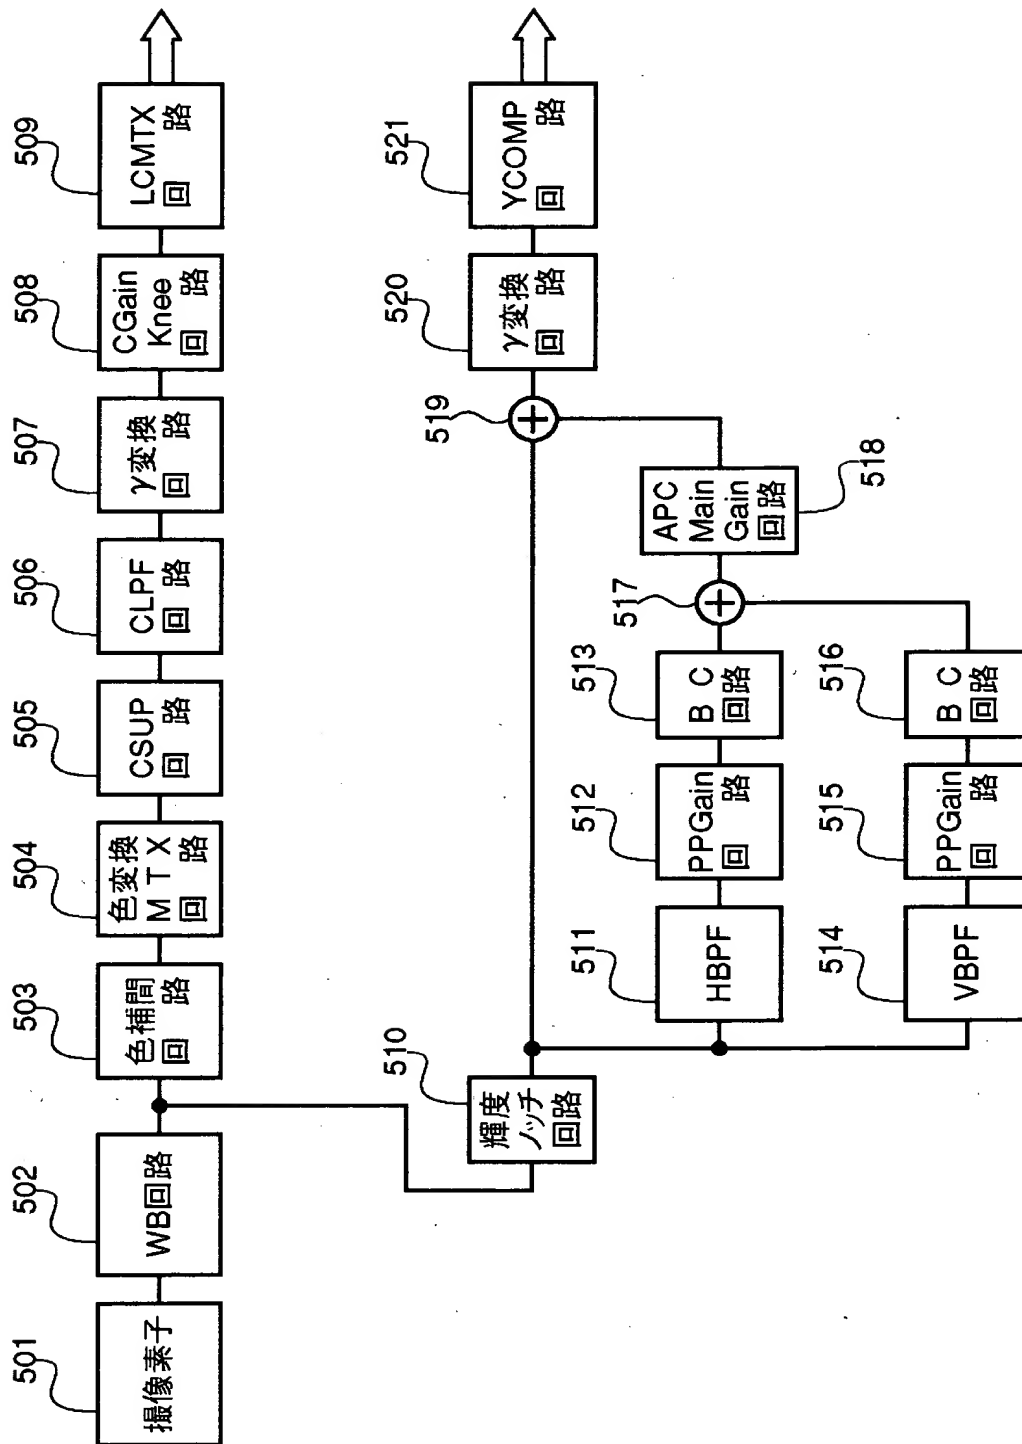 501
撮像素子
502
WB回路
503
色補間
回 路
504
色変換
M T X
回 路
505
CSUP
回 路
506
CLPF
回 路
507
γ変換
回 路
508
CGain
Knee
回 路
509
LCMTX
回 路
510
輝度
ノッチ
回路
511
HBPF
512
PPGain
回 路
513
B C
回路
514
VBPF
515
PPGain
回 路
516
B C
回路
517
+
518
APC
Main
Gain
回路
519
+
520
γ変換
回 路
521
YCOMP
回 路